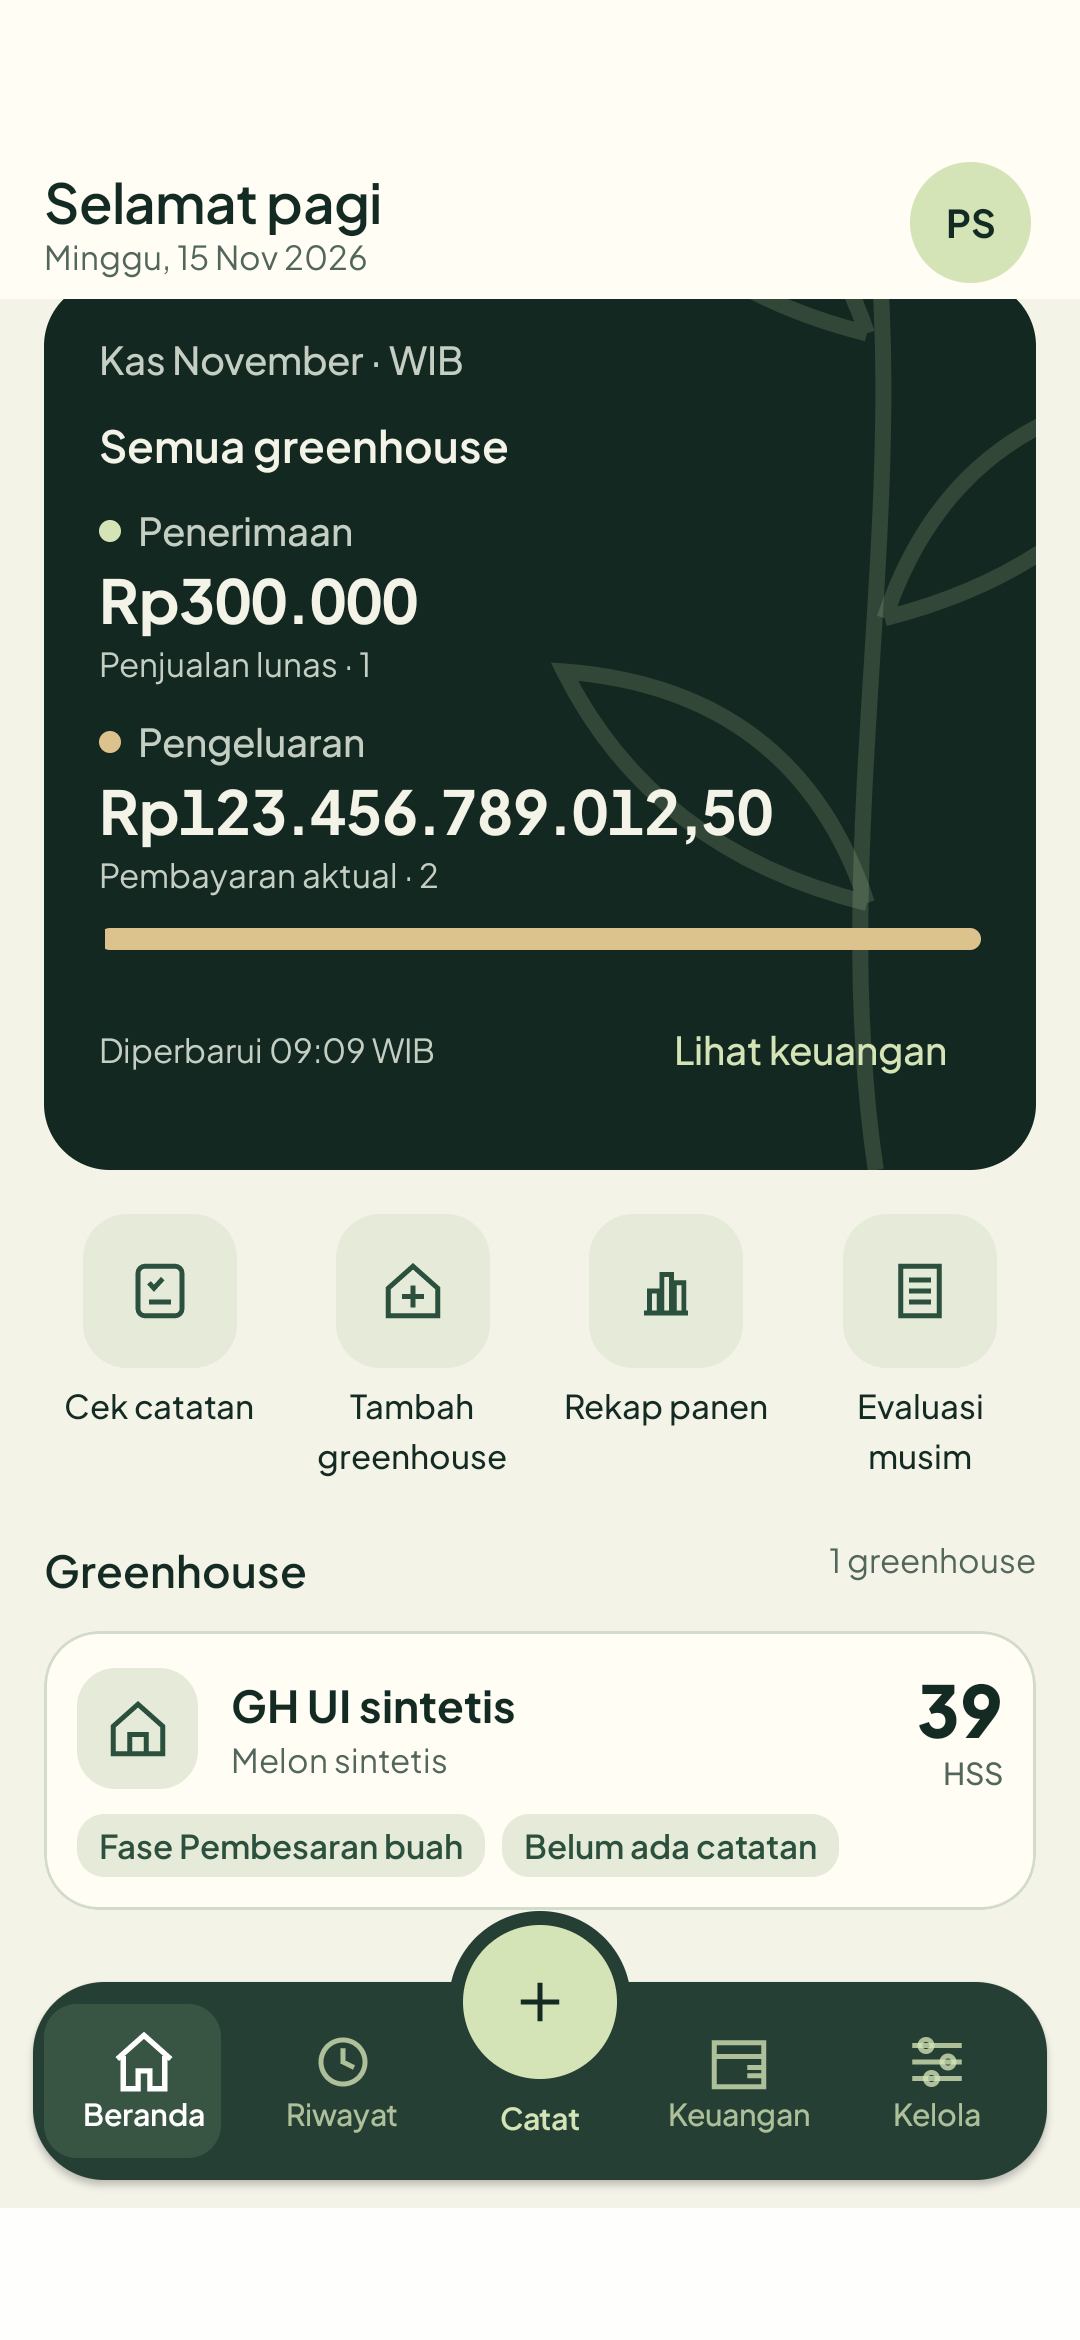 Selamat pagi
Minggu, 15 Nov 2026
PS
Kas November · WIB
Semua greenhouse
Penerimaan
Rp300.000
Penjualan lunas · 1
Pengeluaran
Rp123.456.789.012,50
Pembayaran aktual · 2
Diperbarui 09:09 WIB
Lihat keuangan
Cek catatan
Tambah
greenhouse
Rekap panen
Evaluasi
musim
Greenhouse
1 greenhouse
GH UI sintetis
Melon sintetis
39
HSS
Fase Pembesaran buah
Belum ada catatan
Beranda
Riwayat
Catat
Keuangan
Kelola